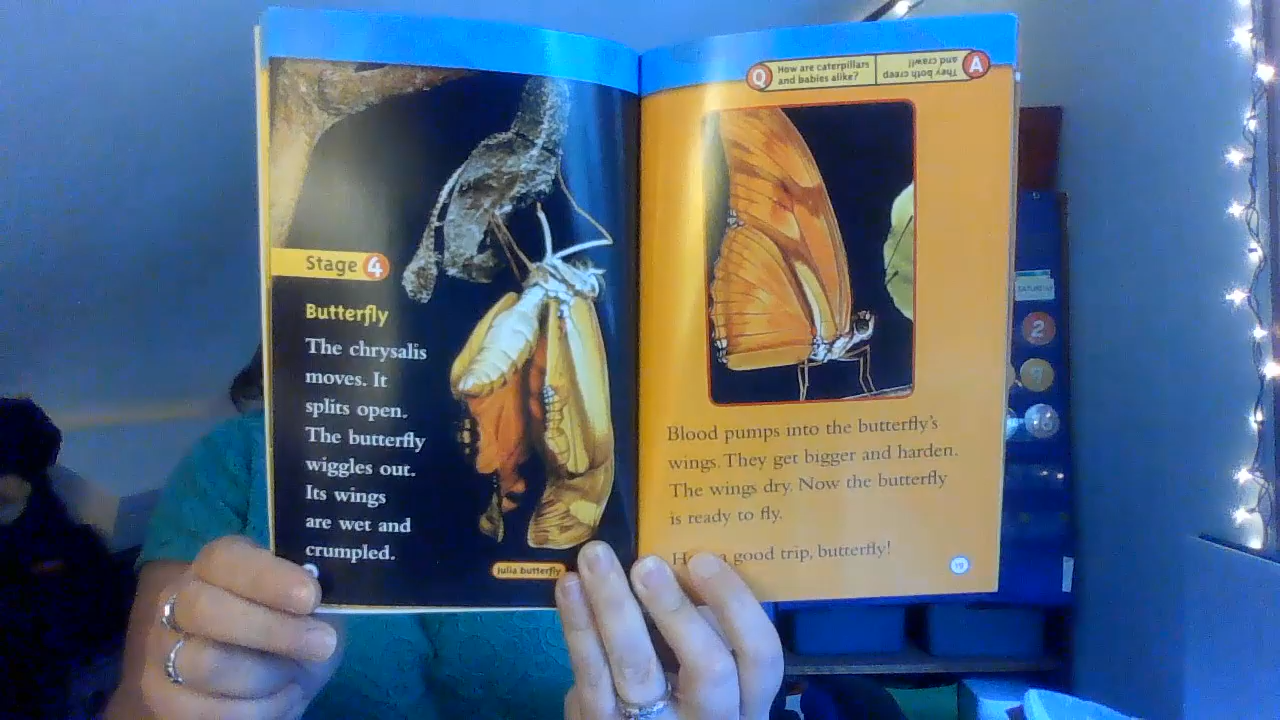 Stage 4
Butterfly
The chrysalis
moves. It
splits open.
The butterfly
wiggles out.
Its wings
are wet and
crumpled.
Julia butterfly
Q
How are caterpillars
and babies alike?
They both creep
and crawl!
A
Blood pumps into the butterfly's
wings. They get bigger and harden.
The wings dry. Now the butterfly
is ready to fly.
a good trip, butterfly!
19
SATURDAY
2